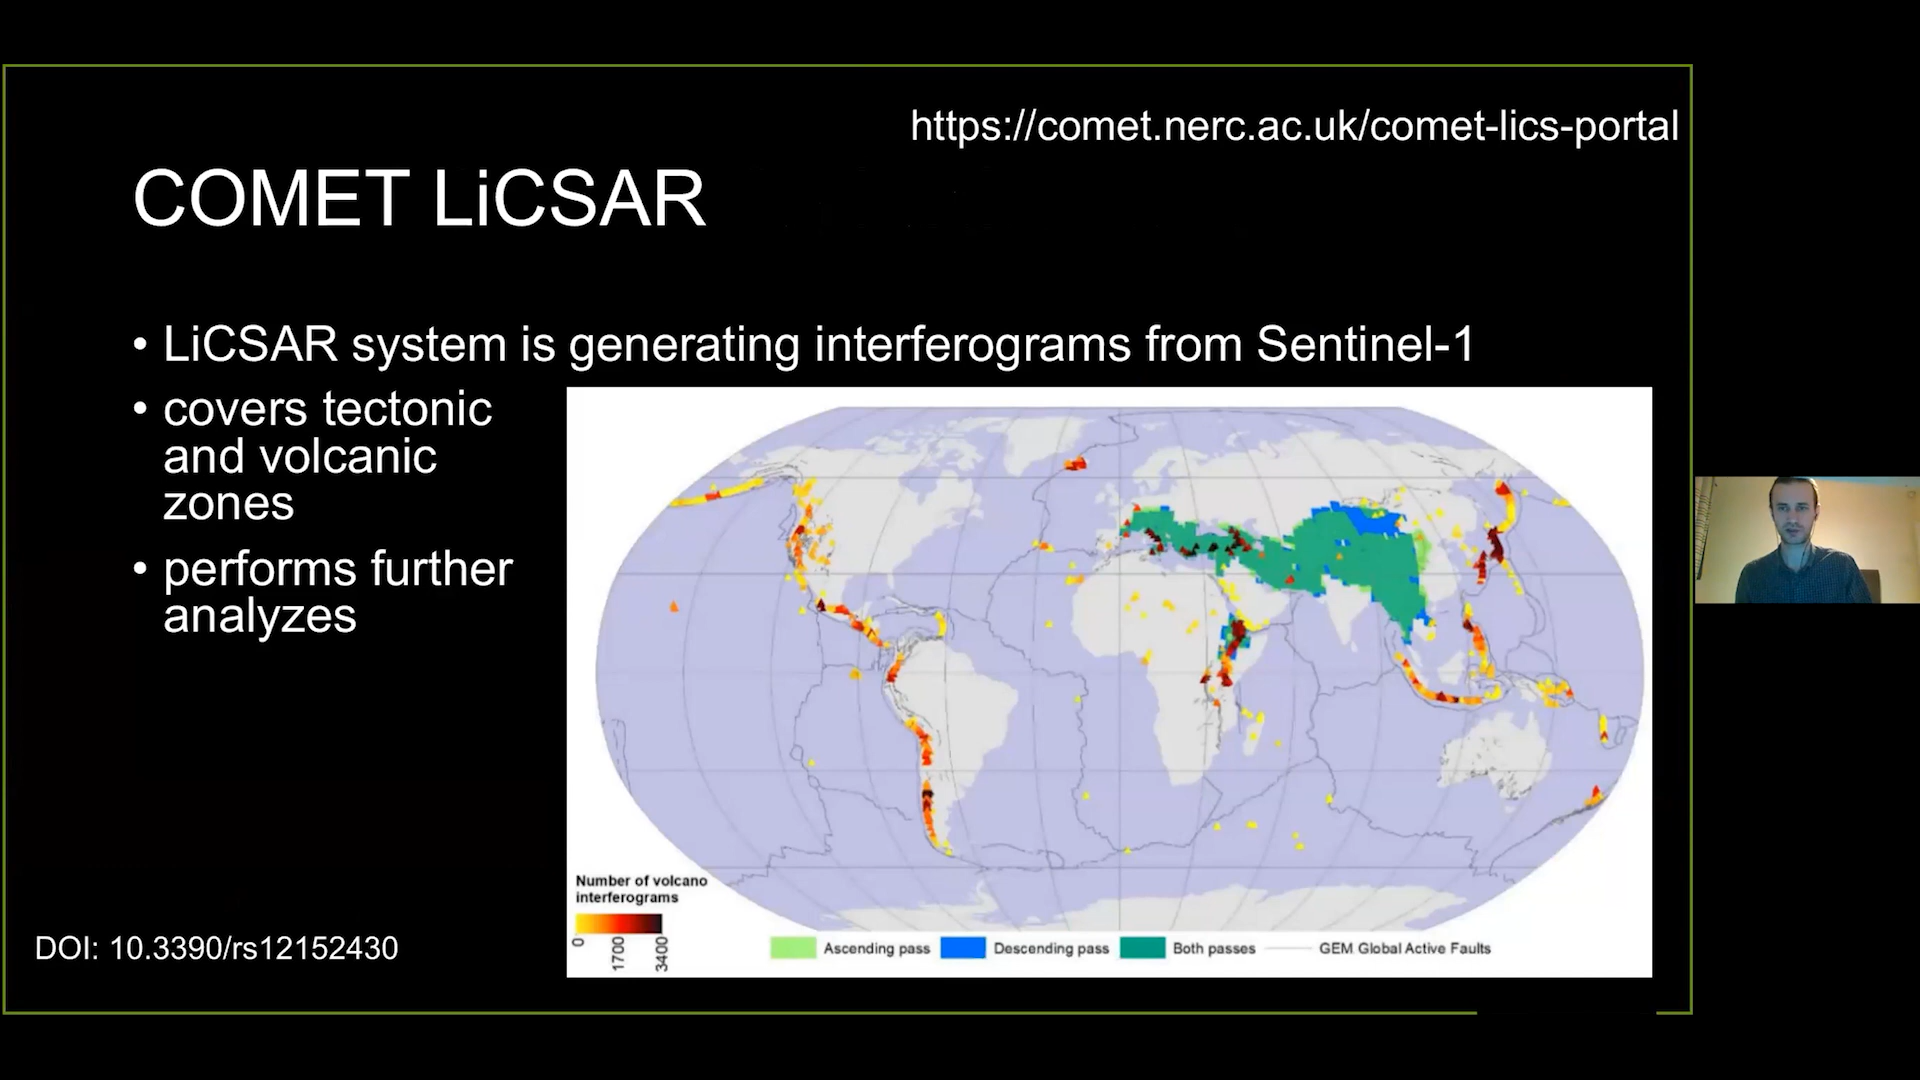 https://comet.nerc.ac.uk/comet-lics-portal
COMET LiCSAR
• LiCSAR system is generating interferograms from Sentinel-1
• covers tectonic
and volcanic
zones
• performs further
analyzes
Number of volcano
interferograms
0
1700
3400
Ascending pass
Descending pass
Both passes
GEM Global Active Faults
DOI: 10.3390/rs12152430